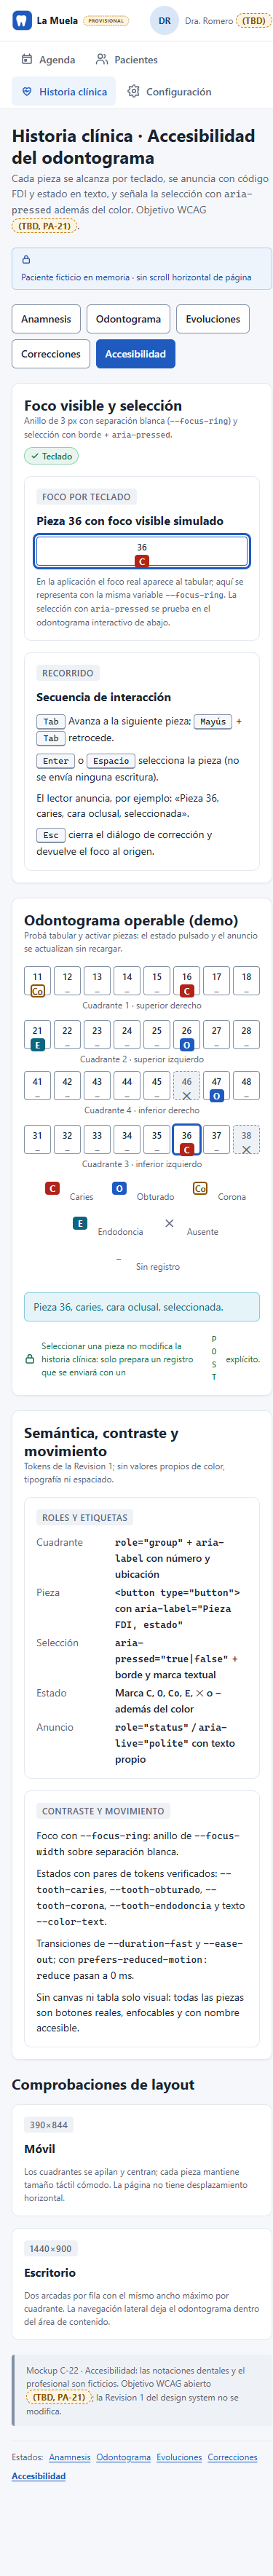 La Muela PROVISIONAL DR Dra. Romero (TBD)
Agenda Pacientes
Historia clínica Configuración
Historia clínica · Accesibilidad
del odontograma
Cada pieza se alcanza por teclado, se anuncia con código
FDI y estado en texto, y señala la selección con aria-
pressed además del color. Objetivo WCAG
(TBD, PA-21).
Paciente ficticio en memoria · sin scroll horizontal de página
Anamnesis Odontograma Evoluciones
Correcciones Accesibilidad
Foco visible y selección
Anillo de 3 px con separación blanca (--focus-ring) y
selección con borde + aria-pressed.
Teclado
FOCO POR TECLADO
Pieza 36 con foco visible simulado
36
C
En la aplicación el foco real aparece al tabular; aquí se
representa con la misma variable --focus-ring. La
selección con aria-pressed se prueba en el
odontograma interactivo de abajo.
RECORRIDO
Secuencia de interacción
Tab Avanza a la siguiente pieza; Mayús +
Tab retrocede.
Enter o Espacio selecciona la pieza (no
se envía ninguna escritura).
El lector anuncia, por ejemplo: «Pieza 36,
caries, cara oclusal, seleccionada».
Esc cierra el diálogo de corrección y
devuelve el foco al origen.
Odontograma operable (demo)
Probá tabular y activar piezas: el estado pulsado y el anuncio
se actualizan sin recargar.
11 12 13 14 15 16 17 18
Co – – – – C – –
Cuadrante 1 · superior derecho
21 22 23 24 25 26 27 28
E – – – – O – –
Cuadrante 2 · superior izquierdo
41 42 43 44 45 46 47 48
– – – – – × O –
Cuadrante 4 · inferior derecho
31 32 33 34 35 36 37 38
– – – – – C – ×
Cuadrante 3 · inferior izquierdo
C Caries O Obturado Co Corona
E Endodoncia × Ausente
– Sin registro
Pieza 36, caries, cara oclusal, seleccionada.
Seleccionar una pieza no modifica la
historia clínica: solo prepara un registro
que se enviará con un POST explícito.
Semántica, contraste y
movimiento
Tokens de la Revision 1; sin valores propios de color,
tipografía ni espaciado.
ROLES Y ETIQUETAS
Cuadrante role="group" + aria-
label con número y
ubicación
Pieza <button type="button">
con aria-label="Pieza
FDI, estado"
Selección aria-
pressed="true|false" +
borde y marca textual
Estado Marca C, O, Co, E, × o –
además del color
Anuncio role="status" / aria-
live="polite" con texto
propio
CONTRASTE Y MOVIMIENTO
Foco con --focus-ring: anillo de --focus-
width sobre separación blanca.
Estados con pares de tokens verificados: --
tooth-caries, --tooth-obturado, --
tooth-corona, --tooth-endodoncia y texto
--color-text.
Transiciones de --duration-fast y --ease-
out; con prefers-reduced-motion:
reduce pasan a 0 ms.
Sin canvas ni tabla solo visual: todas las piezas
son botones reales, enfocables y con nombre
accesible.
Comprobaciones de layout
390×844
Móvil
Los cuadrantes se apilan y centran; cada pieza mantiene
tamaño táctil cómodo. La página no tiene desplazamiento
horizontal.
1440×900
Escritorio
Dos arcadas por fila con el mismo ancho máximo por
cuadrante. La navegación lateral deja el odontograma dentro
del área de contenido.
Mockup C-22 · Accesibilidad: las notaciones dentales y el
profesional son ficticios. Objetivo WCAG abierto
(TBD, PA-21); la Revision 1 del design system no se
modifica.
Estados: Anamnesis Odontograma Evoluciones Correcciones
Accesibilidad